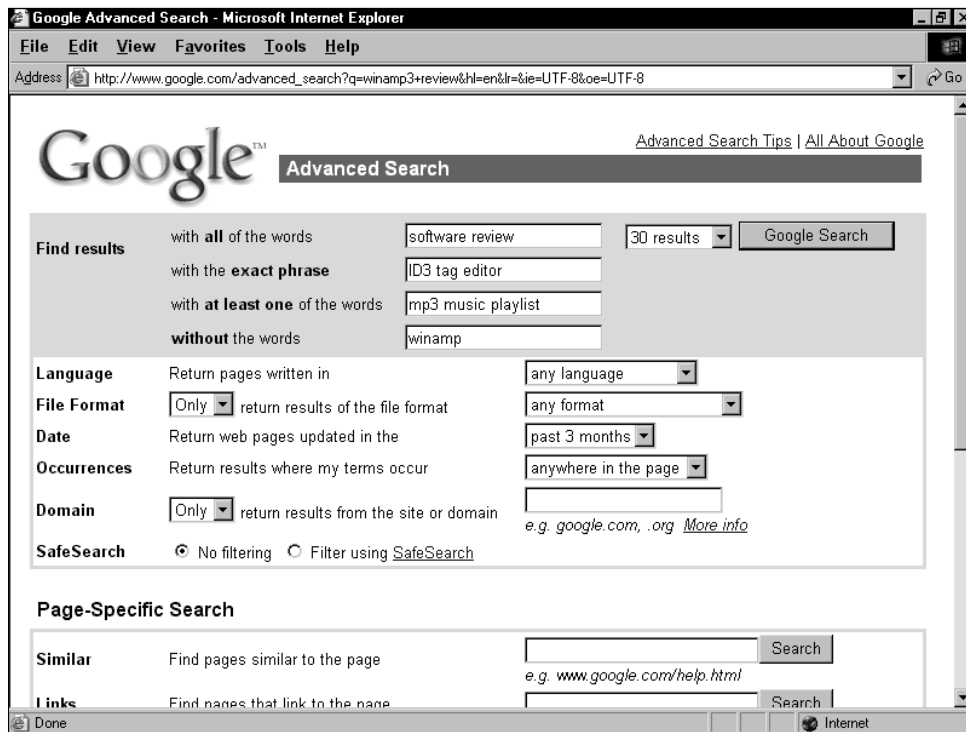 Google Advanced Search - Microsoft Internet Explorer
File Edit View Favorites Tools Help
Address http://www.google.com/advanced_search?q=winamp3+review&hl=en&lr=&ie=UTF-8&oe=UTF-8 Go
Google™
Advanced Search Tips | All About Google
Advanced Search
Find results
with all of the words software review 30 results Google Search
with the exact phrase ID3 tag editor
with at least one of the words mp3 music playlist
without the words winamp
Language Return pages written in any language
File Format Only return results of the file format any format
Date Return web pages updated in the past 3 months
Occurrences Return results where my terms occur anywhere in the page
Domain Only return results from the site or domain
e.g. google.com, .org More info
SafeSearch No filtering Filter using SafeSearch
Page-Specific Search
Similar Find pages similar to the page Search
e.g. www.google.com/help.html
Links Find pages that link to the page Search
Done Internet